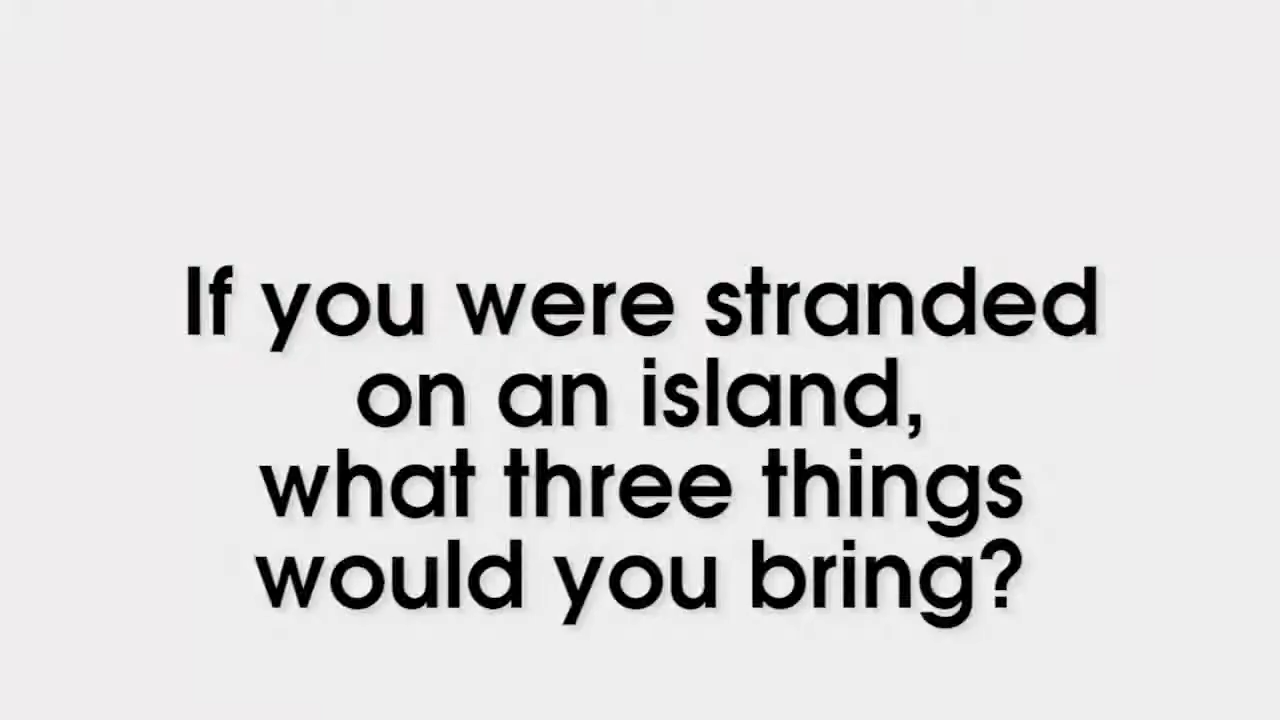 If you were stranded
on an island,
what three things
would you bring?